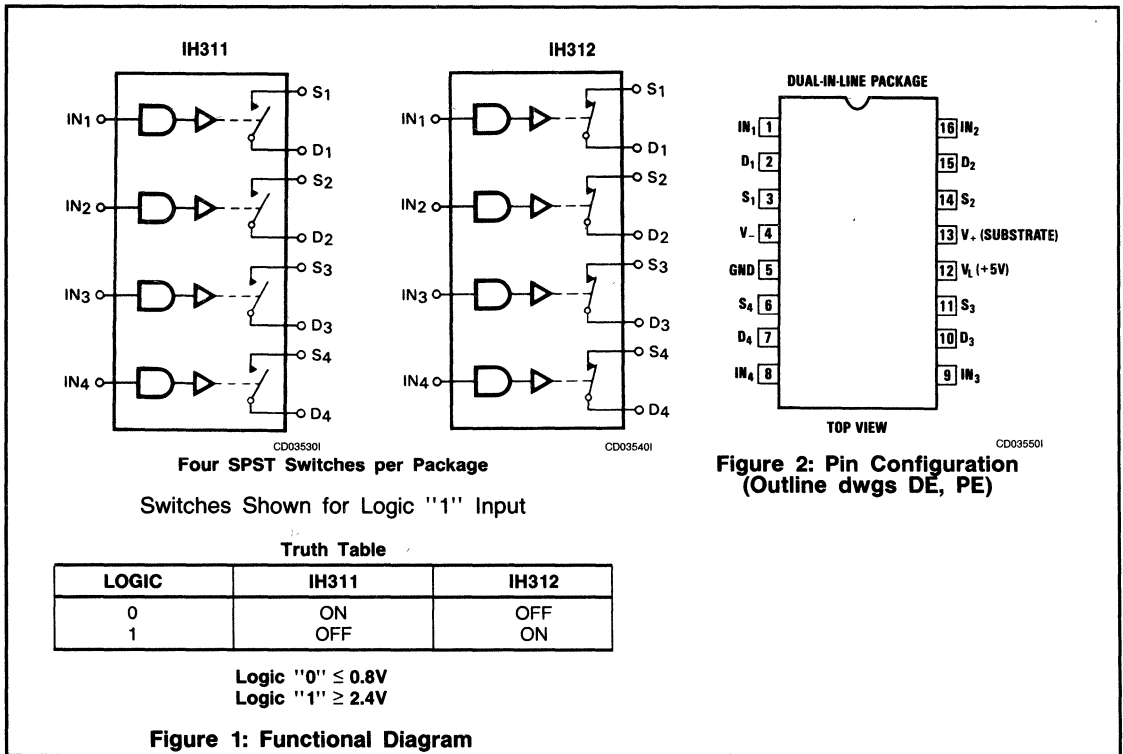 IH311
IN1
S1
D1
IN2
S2
D2
IN3
S3
D3
IN4
S4
D4
CD03530I
IH312
IN1
S1
D1
IN2
S2
D2
IN3
S3
D3
IN4
S4
D4
CD03540I
Four SPST Switches per Package
Switches Shown for Logic ''1'' Input
Truth Table
LOGIC IH311 IH312
0 ON OFF
1 OFF ON
Logic ''0'' ≤ 0.8V
Logic ''1'' ≥ 2.4V
Figure 1: Functional Diagram
DUAL-IN-LINE PACKAGE
IN1 1 16 IN2
D1 2 15 D2
S1 3 14 S2
V– 4 13 V+ (SUBSTRATE)
GND 5 12 VL (+5V)
S4 6 11 S3
D4 7 10 D3
IN4 8 9 IN3
TOP VIEW
CD03550I
Figure 2: Pin Configuration
(Outline dwgs DE, PE)